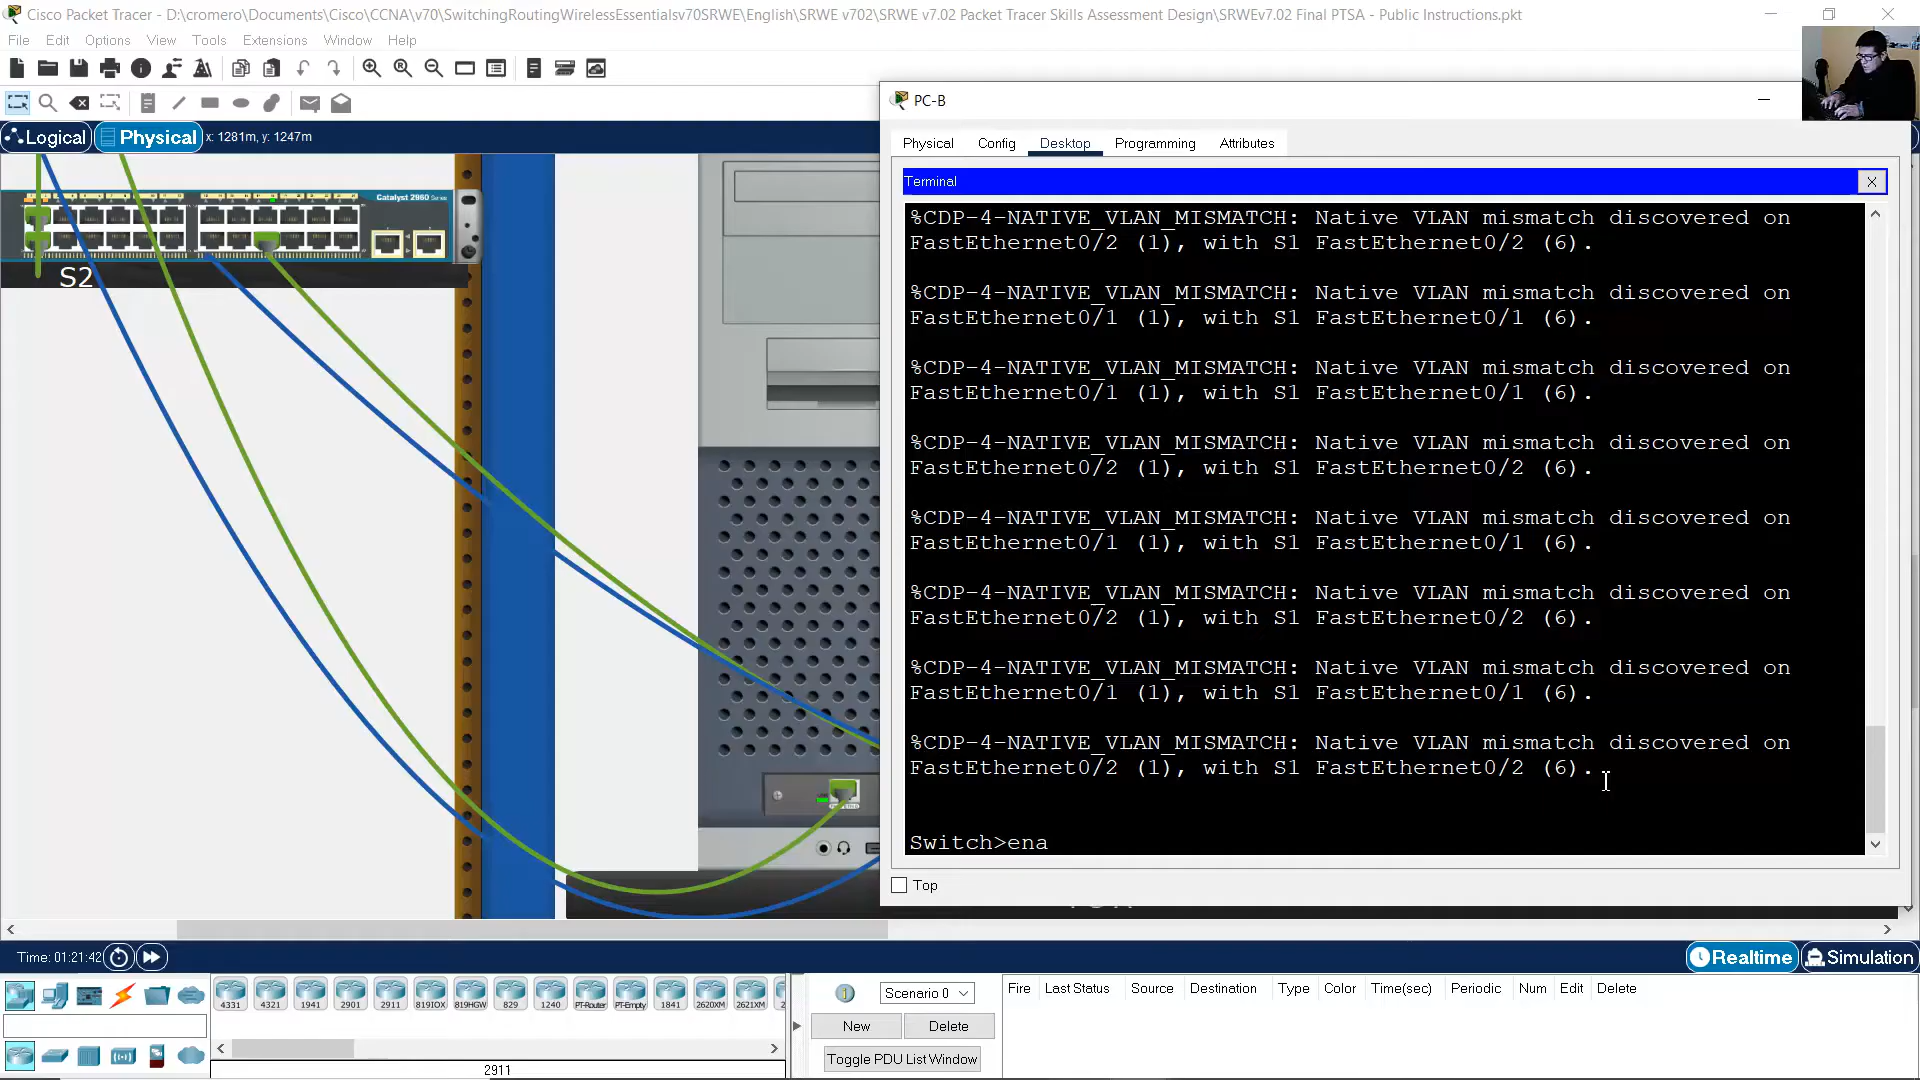 Cisco Packet Tracer - D:\cromero\Documents\Cisco\CCNA\v70\SwitchingRoutingWirelessEssentialsv70SRWE\English\SRWE v702\SRWE v7.02 Packet Tracer Skills Assessment Design\SRWEv7.02 Final PTSA - Public Instructions.pkt
File Edit Options View Tools Extensions Window Help
Logical Physical x: 1281m, y: 1247m
Catalyst 2960 Series
S2
PC-B
Physical Config Desktop Programming Attributes
Terminal X
%CDP-4-NATIVE_VLAN_MISMATCH: Native VLAN mismatch discovered on
FastEthernet0/2 (1), with S1 FastEthernet0/2 (6).
%CDP-4-NATIVE_VLAN_MISMATCH: Native VLAN mismatch discovered on
FastEthernet0/1 (1), with S1 FastEthernet0/1 (6).
%CDP-4-NATIVE_VLAN_MISMATCH: Native VLAN mismatch discovered on
FastEthernet0/1 (1), with S1 FastEthernet0/1 (6).
%CDP-4-NATIVE_VLAN_MISMATCH: Native VLAN mismatch discovered on
FastEthernet0/2 (1), with S1 FastEthernet0/2 (6).
%CDP-4-NATIVE_VLAN_MISMATCH: Native VLAN mismatch discovered on
FastEthernet0/1 (1), with S1 FastEthernet0/1 (6).
%CDP-4-NATIVE_VLAN_MISMATCH: Native VLAN mismatch discovered on
FastEthernet0/2 (1), with S1 FastEthernet0/2 (6).
%CDP-4-NATIVE_VLAN_MISMATCH: Native VLAN mismatch discovered on
FastEthernet0/1 (1), with S1 FastEthernet0/1 (6).
%CDP-4-NATIVE_VLAN_MISMATCH: Native VLAN mismatch discovered on
FastEthernet0/2 (1), with S1 FastEthernet0/2 (6).
Switch>ena
Top
Time: 01:21:42
Realtime Simulation
4331 4321 1941 2901 2911 819IOX 819HGW 829 1240 PT-Router PT-Empty 1841 2620XM 2621XM
2911
Scenario 0
New Delete
Toggle PDU List Window
Fire Last Status Source Destination Type Color Time(sec) Periodic Num Edit Delete